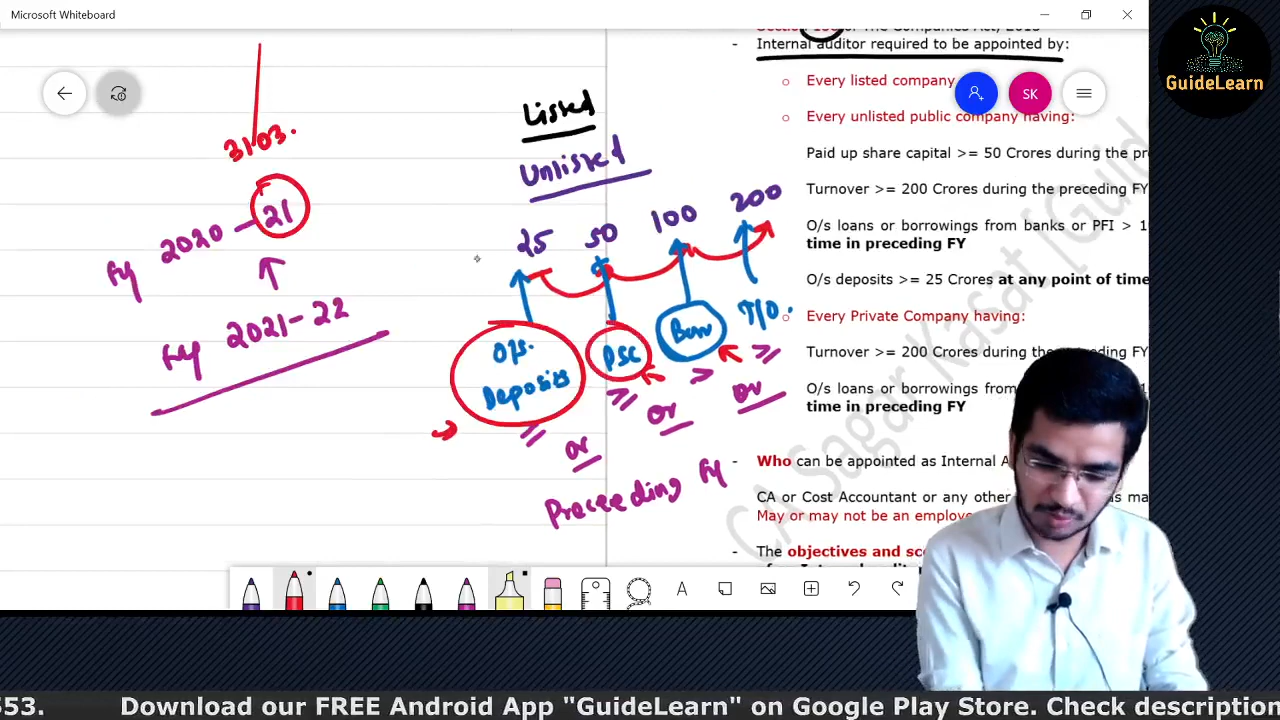 Microsoft Whiteboard
GuideLearn
SK
Internal auditor required to be appointed by:
Every listed company
Every unlisted public company having:
Paid up share capital >= 50 Crores during the pre
Turnover >= 200 Crores during the preceding FY
O/s loans or borrowings from banks or PFI > 1
time in preceding FY
O/s deposits >= 25 Crores at any point of time
Every Private Company having:
Turnover >= 200 Crores during the preceding FY
O/s loans or borrowings from
time in preceding FY
Who can be appointed as Internal A
CA or Cost Accountant or any other
May or may not be an employe
The objectives and sco
CA Sagar Kasat [Guid
31.03.
FY 2020-21
FY 2021-22
Listed
Unlisted
25 50 100 200
O/s. Deposits
PSC
Borr
T/O.
≥ or ≥ or > or ≥
Preceeding FY
553. Download our FREE Android App "GuideLearn" on Google Play Store. Check description